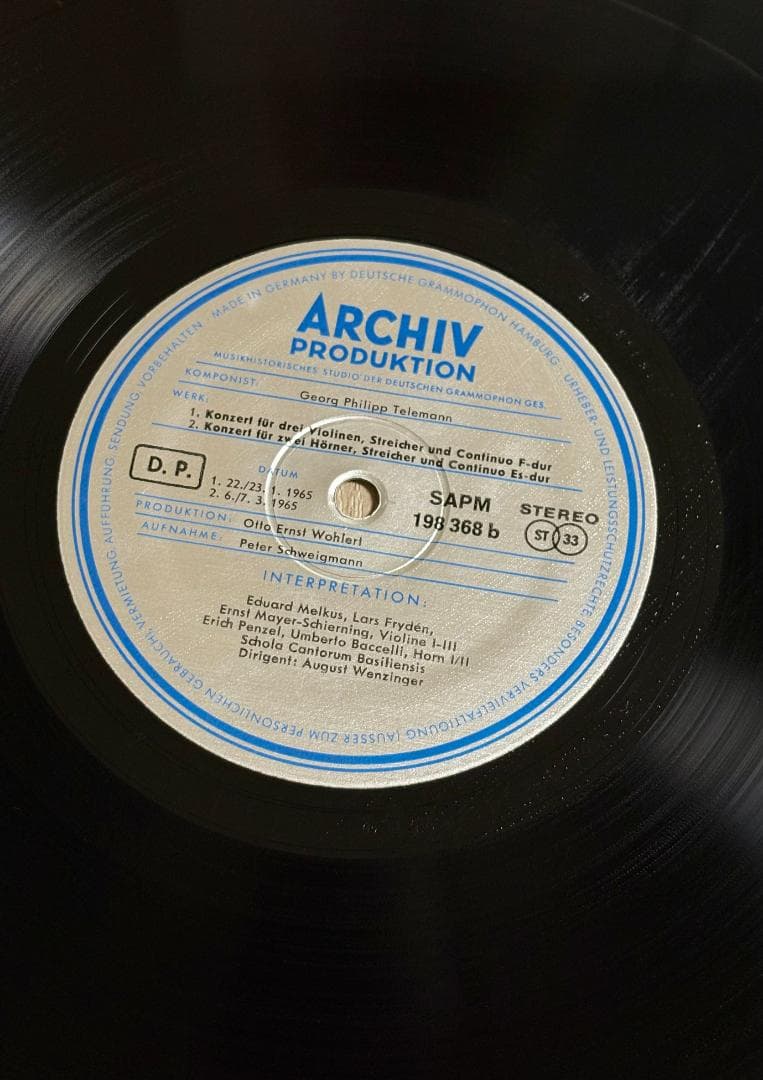 MADE IN GERMANY BY DEUTSCHE GRAMMOPHON HAMBURG · URHEBER- UND LEISTUNGSSCHUTZRECHTE BESONDERS VERVIELFÄLTIGUNG (AUSSER ZUM PERSÖNLICHEN GEBRAUCH), VERMIETUNG, AUFFÜHRUNG, SENDUNG VORBEHALTEN ·
ARCHIV
PRODUKTION
MUSIKHISTORISCHES STUDIO DER DEUTSCHEN GRAMMOPHON GES.
KOMPONIST: Georg Philipp Telemann
WERK: 1. Konzert für drei Violinen, Streicher und Continuo F-dur
2. Konzert für zwei Hörner, Streicher und Continuo Es-dur
D. P.
DATUM
1. 22./23. 1. 1965
2. 6./7. 3. 1965
SAPM
198 368 b
STEREO
ST 33
PRODUKTION: Otto Ernst Wohlert
AUFNAHME: Peter Schweigmann
INTERPRETATION:
Eduard Melkus, Lars Frydén,
Ernst Mayer-Schierning, Violine I-III
Erich Penzel, Umberto Baccelli, Horn I/II
Schola Cantorum Basiliensis
Dirigent: August Wenzinger